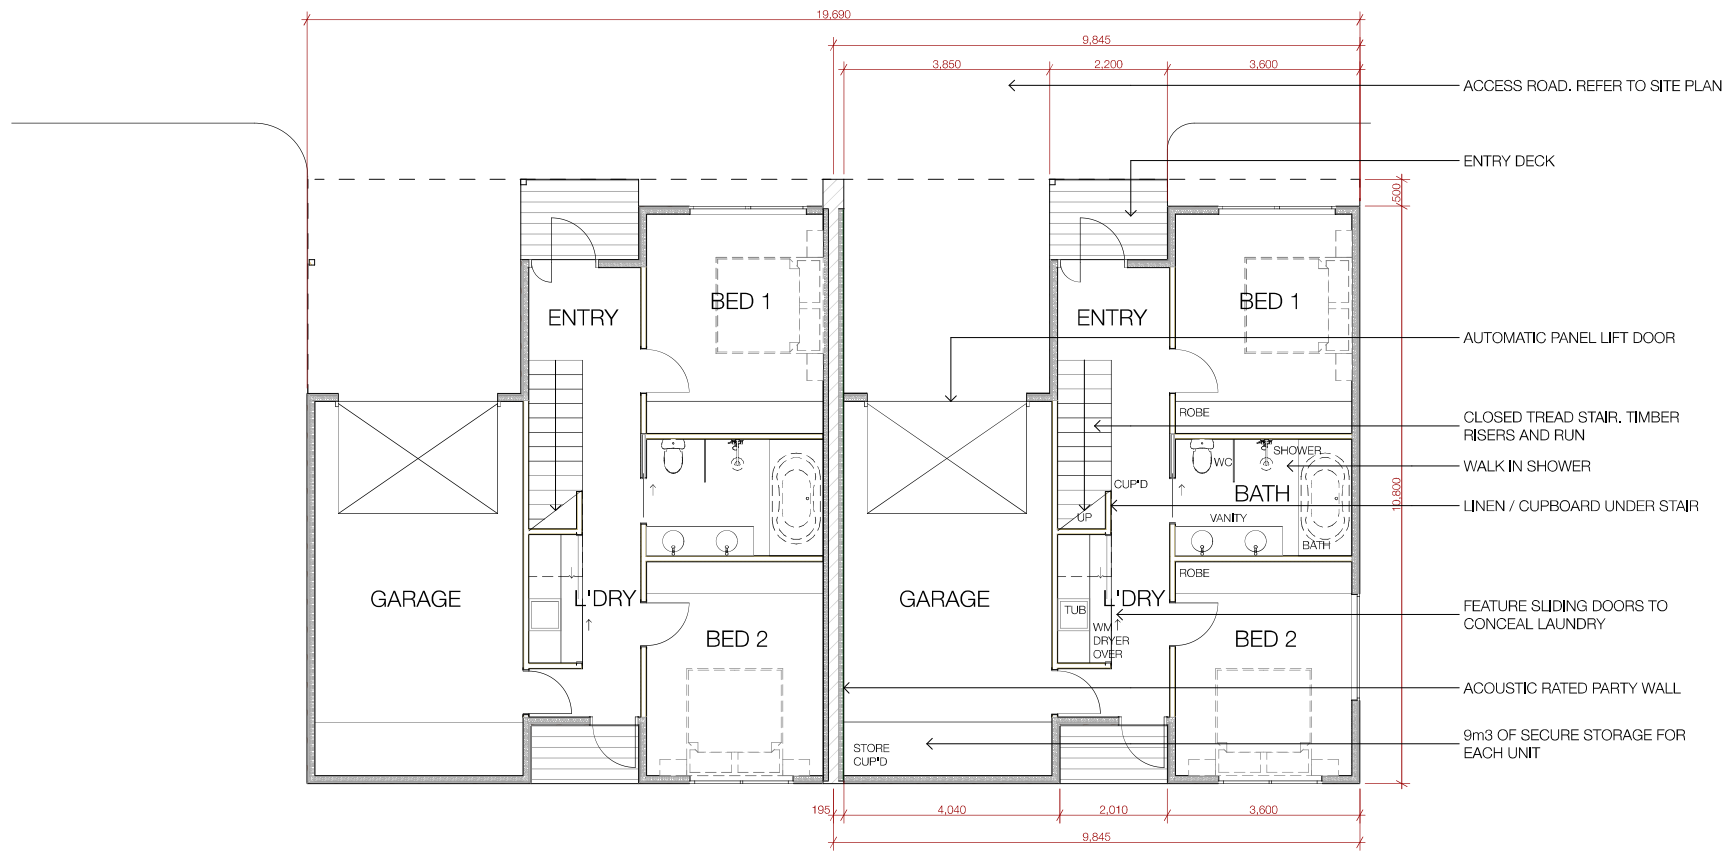 19,690
9,845
3,850
2,200
3,600
ACCESS ROAD. REFER TO SITE PLAN
ENTRY DECK
500
BED 1
ENTRY
BED 1
ENTRY
AUTOMATIC PANEL LIFT DOOR
ROBE
CLOSED TREAD STAIR. TIMBER
RISERS AND RUN
SHOWER
WC
WALK IN SHOWER
CUP'D
BATH
10,800
LINEN / CUPBOARD UNDER STAIR
UP
VANITY
BATH
ROBE
GARAGE
L'DRY
GARAGE
L'DRY
TUB
FEATURE SLIDING DOORS TO
CONCEAL LAUNDRY
WM
DRYER
OVER
BED 2
BED 2
ACOUSTIC RATED PARTY WALL
STORE
CUP'D
9m3 OF SECURE STORAGE FOR
EACH UNIT
195
4,040
2,010
3,600
9,845